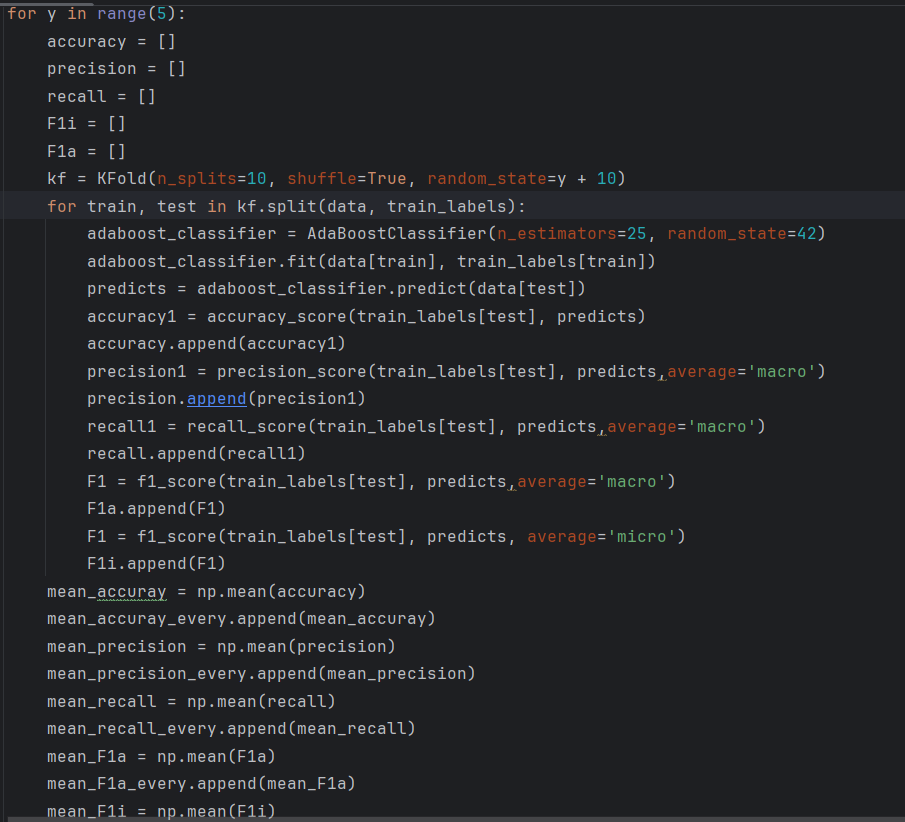 for y in range(5):
    accuracy = []
    precision = []
    recall = []
    F1i = []
    F1a = []
    kf = KFold(n_splits=10, shuffle=True, random_state=y + 10)
    for train, test in kf.split(data, train_labels):
        adaboost_classifier = AdaBoostClassifier(n_estimators=25, random_state=42)
        adaboost_classifier.fit(data[train], train_labels[train])
        predicts = adaboost_classifier.predict(data[test])
        accuracy1 = accuracy_score(train_labels[test], predicts)
        accuracy.append(accuracy1)
        precision1 = precision_score(train_labels[test], predicts,average='macro')
        precision.append(precision1)
        recall1 = recall_score(train_labels[test], predicts,average='macro')
        recall.append(recall1)
        F1 = f1_score(train_labels[test], predicts,average='macro')
        F1a.append(F1)
        F1 = f1_score(train_labels[test], predicts, average='micro')
        F1i.append(F1)
    mean_accuray = np.mean(accuracy)
    mean_accuray_every.append(mean_accuray)
    mean_precision = np.mean(precision)
    mean_precision_every.append(mean_precision)
    mean_recall = np.mean(recall)
    mean_recall_every.append(mean_recall)
    mean_F1a = np.mean(F1a)
    mean_F1a_every.append(mean_F1a)
    mean_F1i = np.mean(F1i)